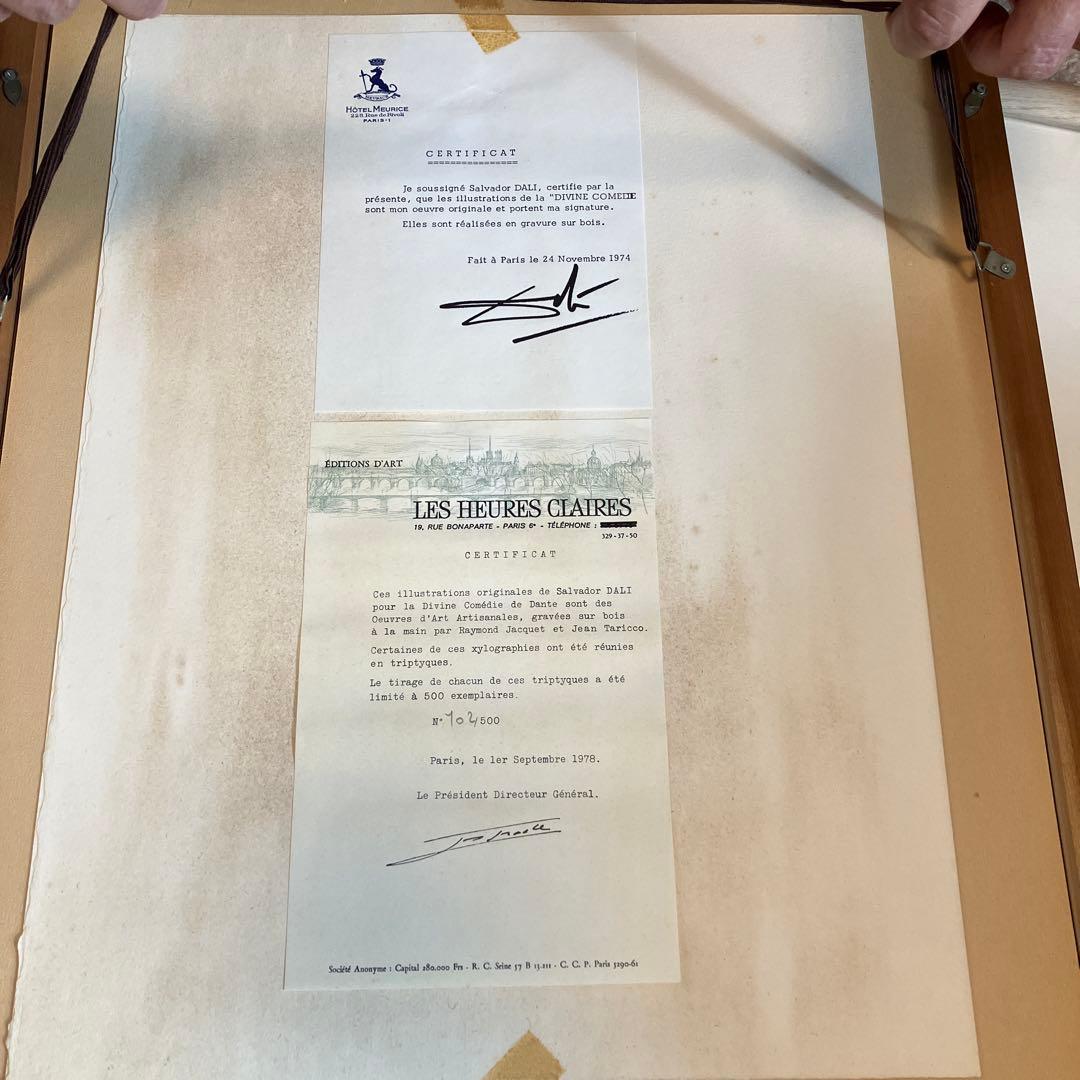 MEURICE
HÔTEL MEURICE
228 Rue de Rivoli
PARIS-1
CERTIFICAT
================
Je soussigné Salvador DALI, certifie par la
présente, que les illustrations de la "DIVINE COMEDIE
sont mon oeuvre originale et portent ma signature.
Elles sont réalisées en gravure sur bois.
Fait à Paris le 24 Novembre 1974
Dali
ÉDITIONS D'ART
LES HEURES CLAIRES
19, RUE BONAPARTE - PARIS 6e - TÉLÉPHONE :
329-37-50
CERTIFICAT
Ces illustrations originales de Salvador DALI
pour la Divine Comédie de Dante sont des
Oeuvres d'Art Artisanales, gravées sur bois
à la main par Raymond Jacquet et Jean Taricco.
Certaines de ces xylographies ont été réunies
en triptyques.
Le tirage de chacun de ces triptyques a été
limité à 500 exemplaires.
N° 102/500
Paris, le 1er Septembre 1978.
Le Président Directeur Général.
Société Anonyme : Capital 280.000 Frs - R. C. Seine 57 B 13.211 - C. C. P. Paris 5290-61